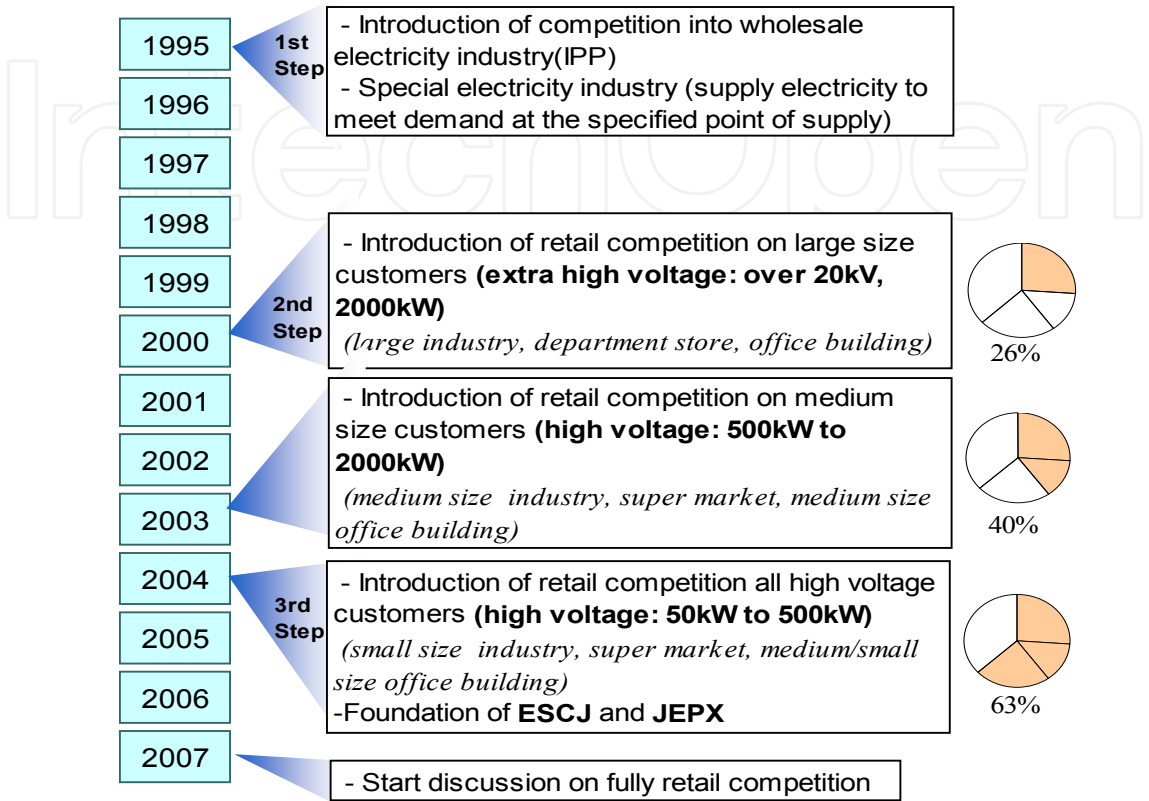 1995
1996
1997
1998
1999
2000
2001
2002
2003
2004
2005
2006
2007
1st
Step
- Introduction of competition into wholesale
electricity industry(IPP)
- Special electricity industry (supply electricity to
meet demand at the specified point of supply)
2nd
Step
- Introduction of retail competition on large size
customers (extra high voltage: over 20kV,
2000kW)
(large industry, department store, office building)
26%
- Introduction of retail competition on medium
size customers (high voltage: 500kW to
2000kW)
(medium size industry, super market, medium size
office building)
40%
3rd
Step
- Introduction of retail competition all high voltage
customers (high voltage: 50kW to 500kW)
(small size industry, super market, medium/small
size office building)
-Foundation of ESCJ and JEPX
63%
- Start discussion on fully retail competition
IntechOpen